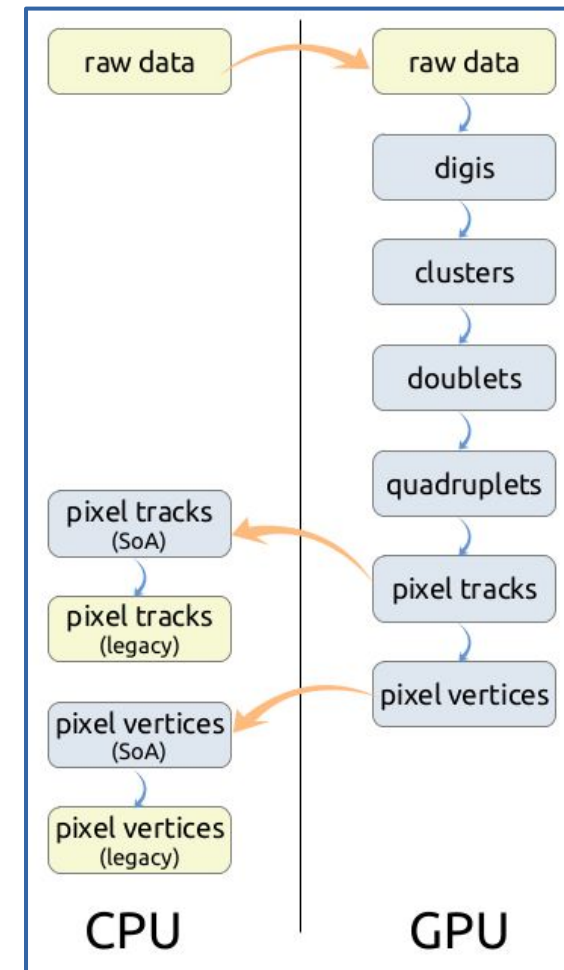 raw data
raw data
digis
clusters
doublets
quadruplets
pixel tracks
(SoA)
pixel tracks
pixel tracks
(legacy)
pixel vertices
pixel vertices
(SoA)
pixel vertices
(legacy)
CPU
GPU